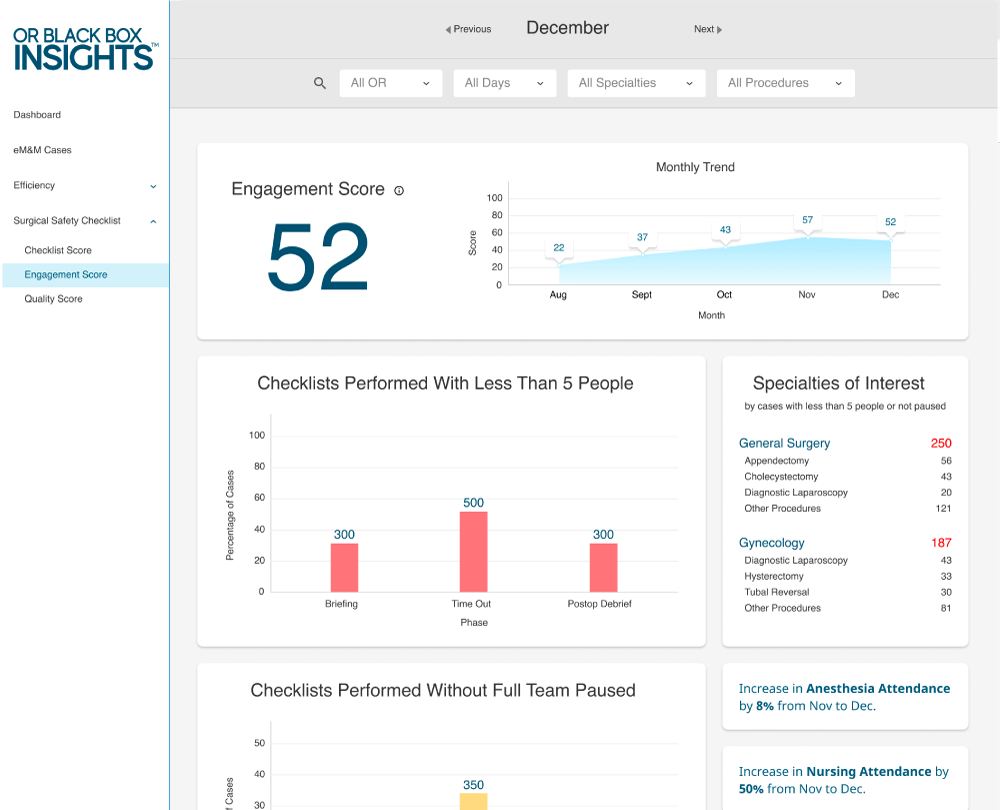 OR BLACK BOX
INSIGHTS™
Dashboard
eM&M Cases
Efficiency
Surgical Safety Checklist
Checklist Score
Engagement Score
Quality Score
Previous
December
Next
All OR
All Days
All Specialties
All Procedures
Engagement Score
52
Monthly Trend
Score
100
80
60
40
20
0
22
37
43
57
52
Aug
Sept
Oct
Nov
Dec
Month
Checklists Performed With Less Than 5 People
Percentage of Cases
100
80
60
40
20
0
300
500
300
Briefing
Time Out
Postop Debrief
Phase
Specialties of Interest
by cases with less than 5 people or not paused
General Surgery 250
Appendectomy 56
Cholecystectomy 43
Diagnostic Laparoscopy 20
Other Procedures 121
Gynecology 187
Diagnostic Laparoscopy 43
Hysterectomy 33
Tubal Reversal 30
Other Procedures 81
Checklists Performed Without Full Team Paused
of Cases
50
40
30
350
Increase in Anesthesia Attendance
by 8% from Nov to Dec.
Increase in Nursing Attendance by
50% from Nov to Dec.